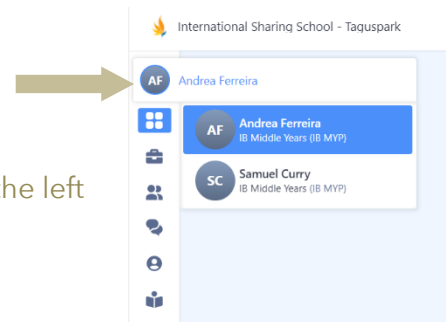 International Sharing School - Taguspark
AF Andrea Ferreira
AF Andrea Ferreira
IB Middle Years (IB MYP)
the left
SC Samuel Curry
IB Middle Years (IB MYP)